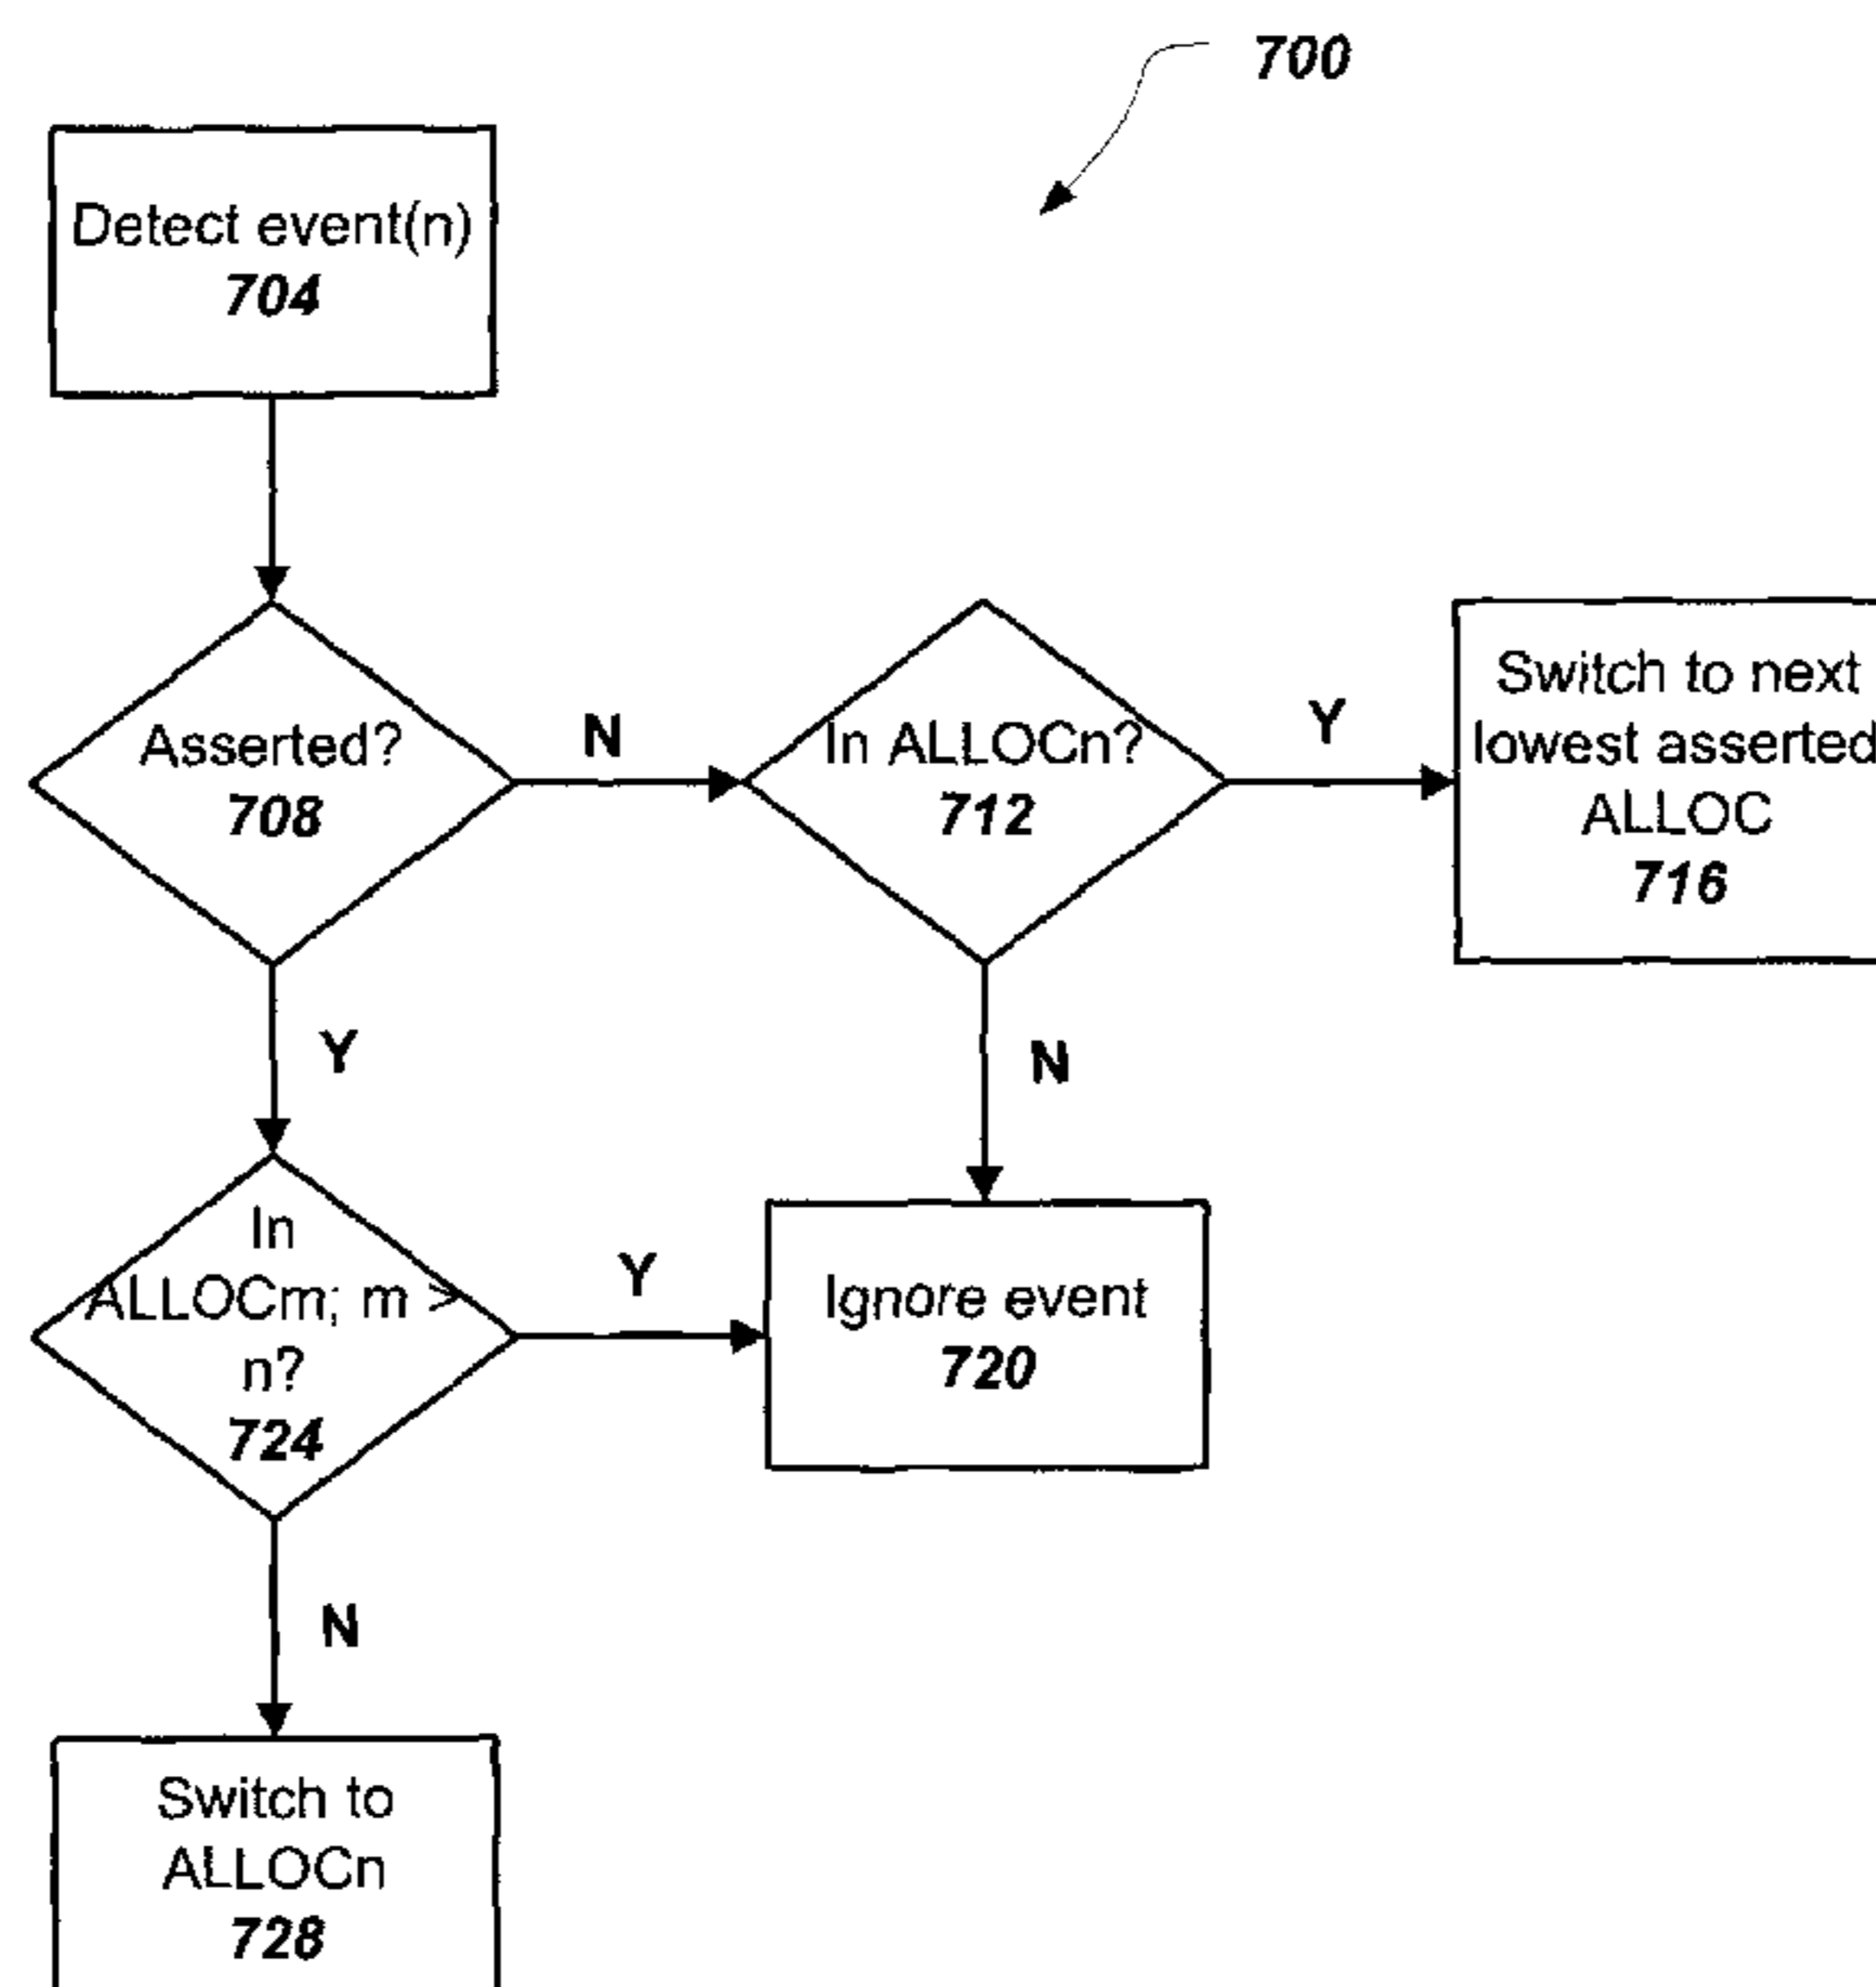 700
Detect event(n)
704
Asserted?
708
N
In ALLOCn?
712
Y
Switch to next
lowest asserted
ALLOC
716
Y
N
In
ALLOCm; m >
n?
724
Y
Ignore event
720
N
Switch to
ALLOCn
728